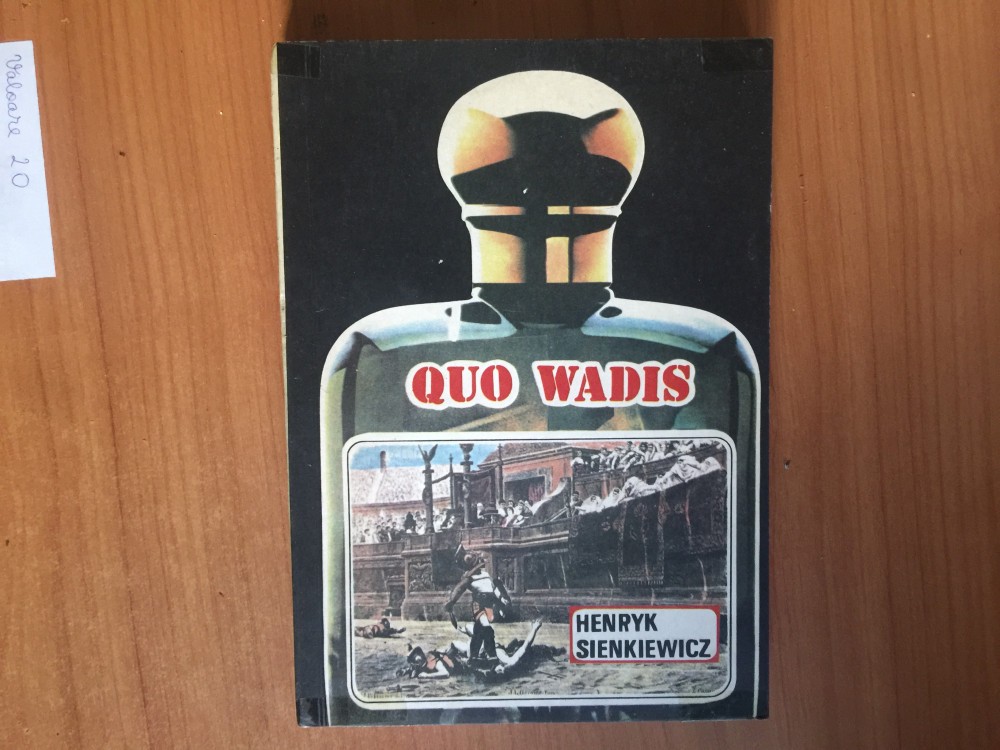 Valoare 20
QUO WADIS
HENRYK
SIENKIEWICZ